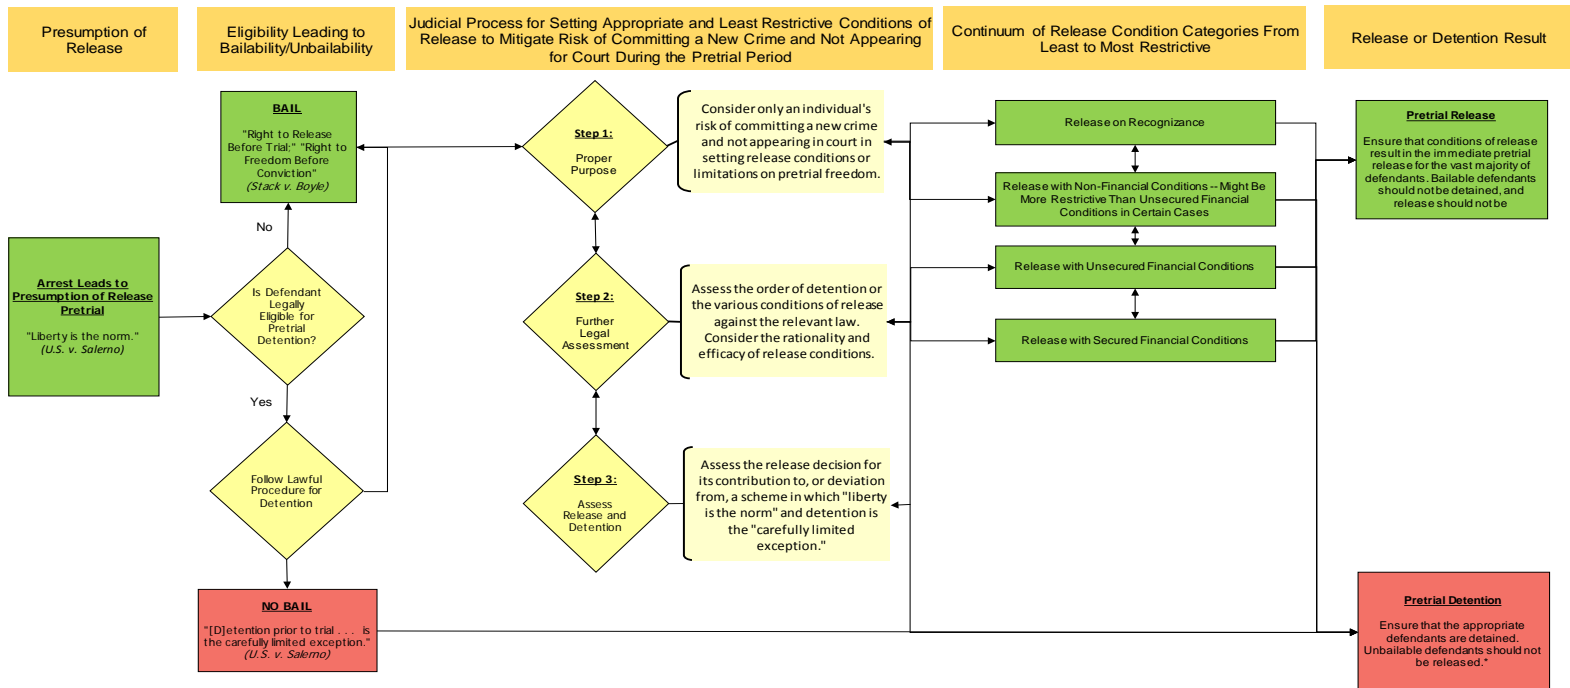 Presumption of
Release
Eligibility Leading to
Bailability/Unbailability
Judicial Process for Setting Appropriate and Least Restrictive Conditions of
Release to Mitigate Risk of Committing a New Crime and Not Appearing
for Court During the Pretrial Period
Continuum of Release Condition Categories From
Least to Most Restrictive
Release or Detention Result
Arrest Leads to
Presumption of Release
Pretrial
"Liberty is the norm."
(U.S. v. Salerno)
BAIL
"Right to Release
Before Trial;" "Right to
Freedom Before
Conviction"
(Stack v. Boyle)
No
Is Defendant
Legally
Eligible for
Pretrial
Detention?
Yes
Follow Lawful
Procedure for
Detention
NO BAIL
"[D]etention prior to trial . . . is
the carefully limited exception."
(U.S. v. Salerno)
Step 1:
Proper
Purpose
Consider only an individual's
risk of committing a new crime
and not appearing in court in
setting release conditions or
limitations on pretrial freedom.
Step 2:
Further
Legal
Assessment
Assess the order of detention or
the various conditions of release
against the relevant law.
Consider the rationality and
efficacy of release conditions.
Step 3:
Assess
Release and
Detention
Assess the release decision for
its contribution to, or deviation
from, a scheme in which "liberty
is the norm" and detention is
the "carefully limited
exception."
Release on Recognizance
Release with Non-Financial Conditions -- Might Be
More Restrictive Than Unsecured Financial
Conditions in Certain Cases
Release with Unsecured Financial Conditions
Release with Secured Financial Conditions
Pretrial Release
Ensure that conditions of release
result in the immediate pretrial
release for the vast majority of
defendants. Bailable defendants
should not be detained, and
release should not be
Pretrial Detention
Ensure that the appropriate
defendants are detained.
Unbailable defendants should not
be released.*